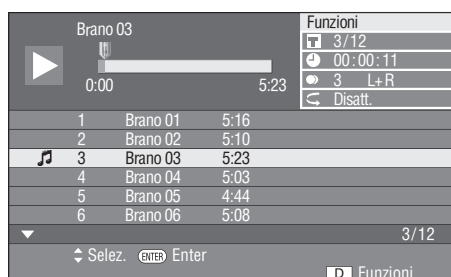 Brano 03
0:00 5:23
Funzioni
T 3/12
00:00:11
3 L+R
Disatt.
1 Brano 01 5:16
2 Brano 02 5:10
3 Brano 03 5:23
4 Brano 04 5:03
5 Brano 05 4:44
6 Brano 06 5:08
3/12
Selez. ENTER Enter
D Funzioni